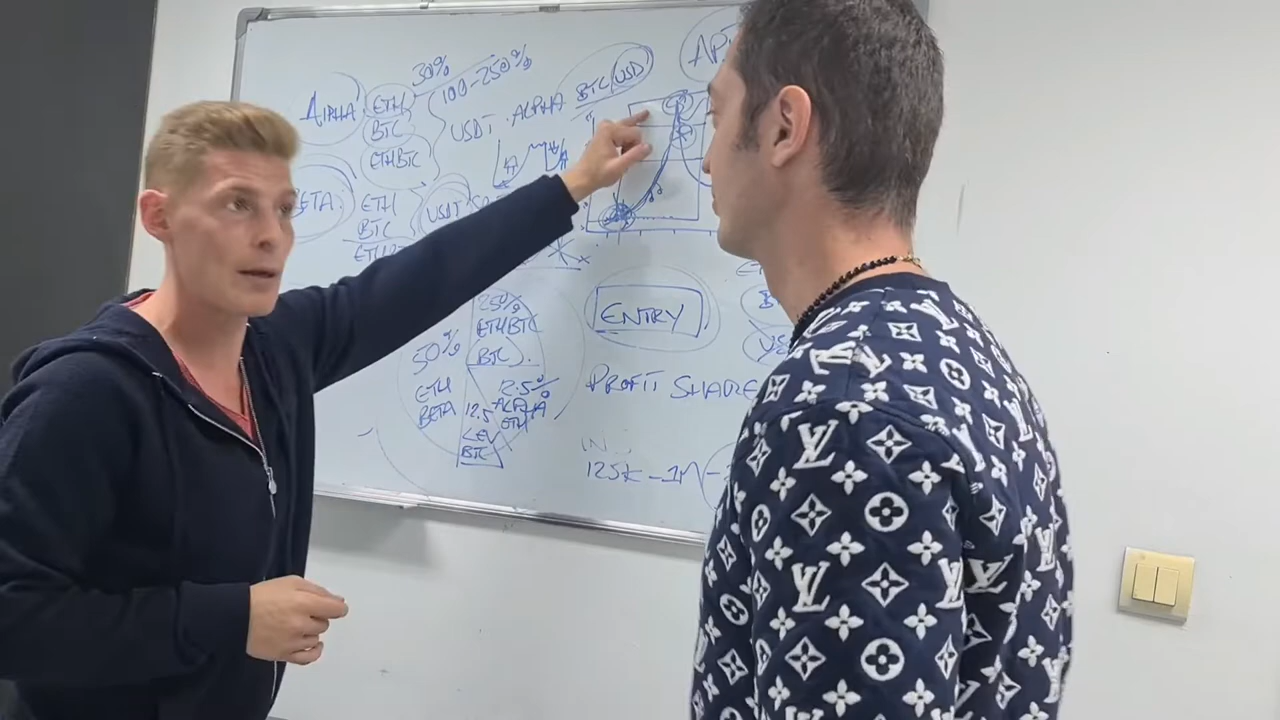 30%
100-250%
ALPHA
ETH
BTC
ETHBTC
USDT . ALPHA
BTC/USD
BETA
ETH
BTC
USDT
ENTRY
PROFIT SHARE
50%
ETH
BETA
25%
ETHBTC
BTC
12.5%
ALPHA
ETH
12.5
LEV
BTC
IN
125K-1M-
LV